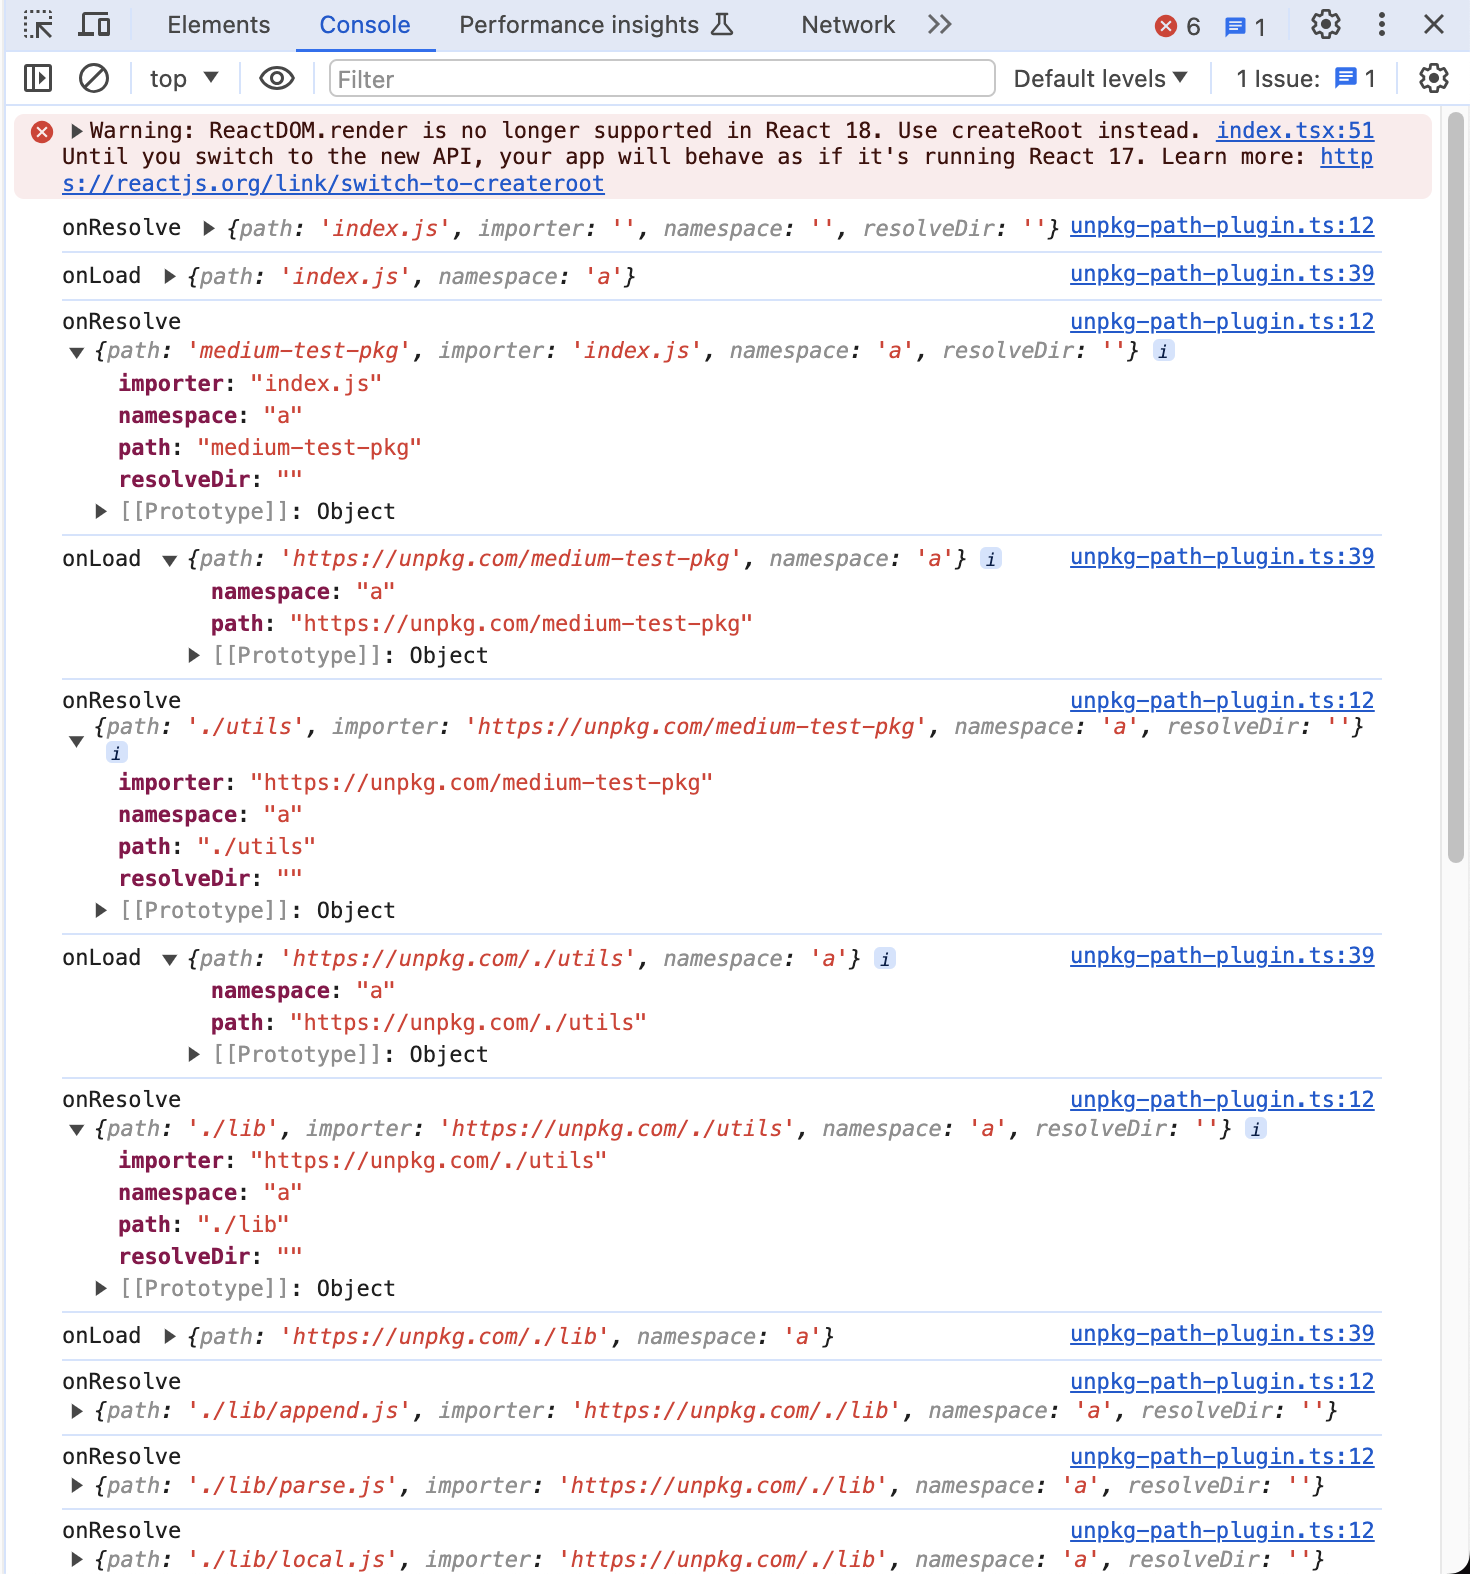 Elements Console Performance insights Network 6 1
top Filter Default levels 1 Issue: 1
Warning: ReactDOM.render is no longer supported in React 18. Use createRoot instead. index.tsx:51
Until you switch to the new API, your app will behave as if it's running React 17. Learn more: http
s://reactjs.org/link/switch-to-createroot
onResolve {path: 'index.js', importer: '', namespace: '', resolveDir: ''} unpkg-path-plugin.ts:12
onLoad {path: 'index.js', namespace: 'a'} unpkg-path-plugin.ts:39
onResolve unpkg-path-plugin.ts:12
{path: 'medium-test-pkg', importer: 'index.js', namespace: 'a', resolveDir: ''} i
importer: "index.js"
namespace: "a"
path: "medium-test-pkg"
resolveDir: ""
[[Prototype]]: Object
onLoad {path: 'https://unpkg.com/medium-test-pkg', namespace: 'a'} i unpkg-path-plugin.ts:39
namespace: "a"
path: "https://unpkg.com/medium-test-pkg"
[[Prototype]]: Object
onResolve unpkg-path-plugin.ts:12
{path: './utils', importer: 'https://unpkg.com/medium-test-pkg', namespace: 'a', resolveDir: ''}
i
importer: "https://unpkg.com/medium-test-pkg"
namespace: "a"
path: "./utils"
resolveDir: ""
[[Prototype]]: Object
onLoad {path: 'https://unpkg.com/./utils', namespace: 'a'} i unpkg-path-plugin.ts:39
namespace: "a"
path: "https://unpkg.com/./utils"
[[Prototype]]: Object
onResolve unpkg-path-plugin.ts:12
{path: './lib', importer: 'https://unpkg.com/./utils', namespace: 'a', resolveDir: ''} i
importer: "https://unpkg.com/./utils"
namespace: "a"
path: "./lib"
resolveDir: ""
[[Prototype]]: Object
onLoad {path: 'https://unpkg.com/./lib', namespace: 'a'} unpkg-path-plugin.ts:39
onResolve unpkg-path-plugin.ts:12
{path: './lib/append.js', importer: 'https://unpkg.com/./lib', namespace: 'a', resolveDir: ''}
onResolve unpkg-path-plugin.ts:12
{path: './lib/parse.js', importer: 'https://unpkg.com/./lib', namespace: 'a', resolveDir: ''}
onResolve unpkg-path-plugin.ts:12
{path: './lib/local.js', importer: 'https://unpkg.com/./lib', namespace: 'a', resolveDir: ''}